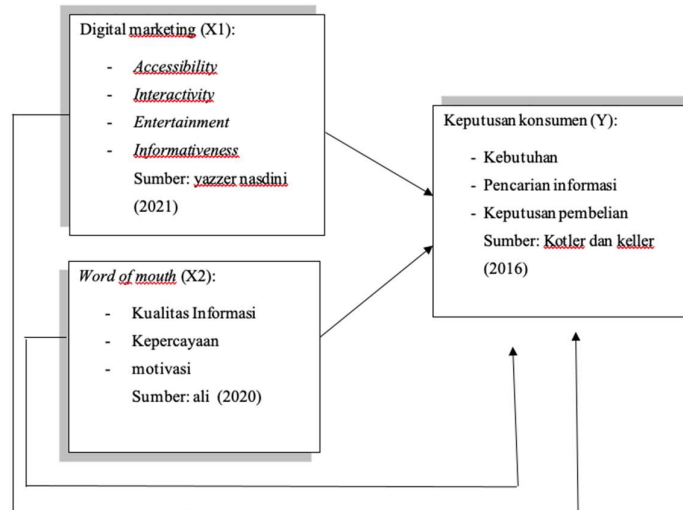 Digital marketing (X1):
- Accessibility
- Interactivity
- Entertainment
- Informativeness
Sumber: yazzer nasdini
(2021)
Word of mouth (X2):
- Kualitas Informasi
- Kepercayaan
- motivasi
Sumber: ali (2020)
Keputusan konsumen (Y):
- Kebutuhan
- Pencarian informasi
- Keputusan pembelian
Sumber: Kotler dan keller
(2016)